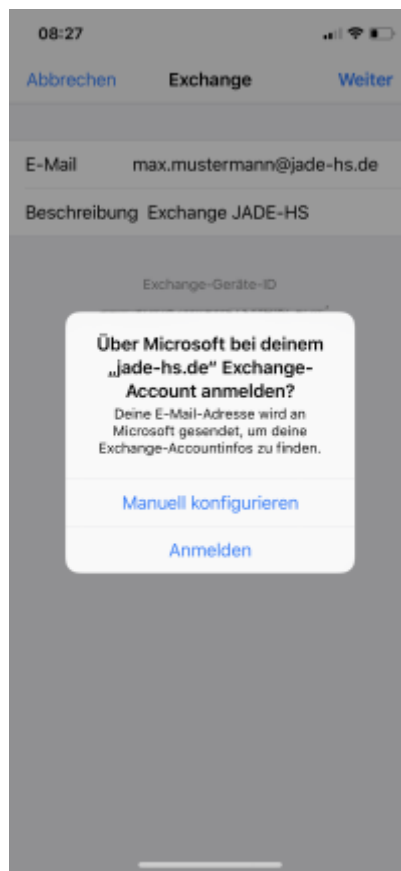 08:27
Abbrechen Exchange Weiter
E-Mail max.mustermann@jade-hs.de
Beschreibung Exchange JADE-HS
Exchange-Geräte-ID
Über Microsoft bei deinem
„jade-hs.de“ Exchange-
Account anmelden?
Deine E-Mail-Adresse wird an
Microsoft gesendet, um deine
Exchange-Accountinfos zu finden.
Manuell konfigurieren
Anmelden